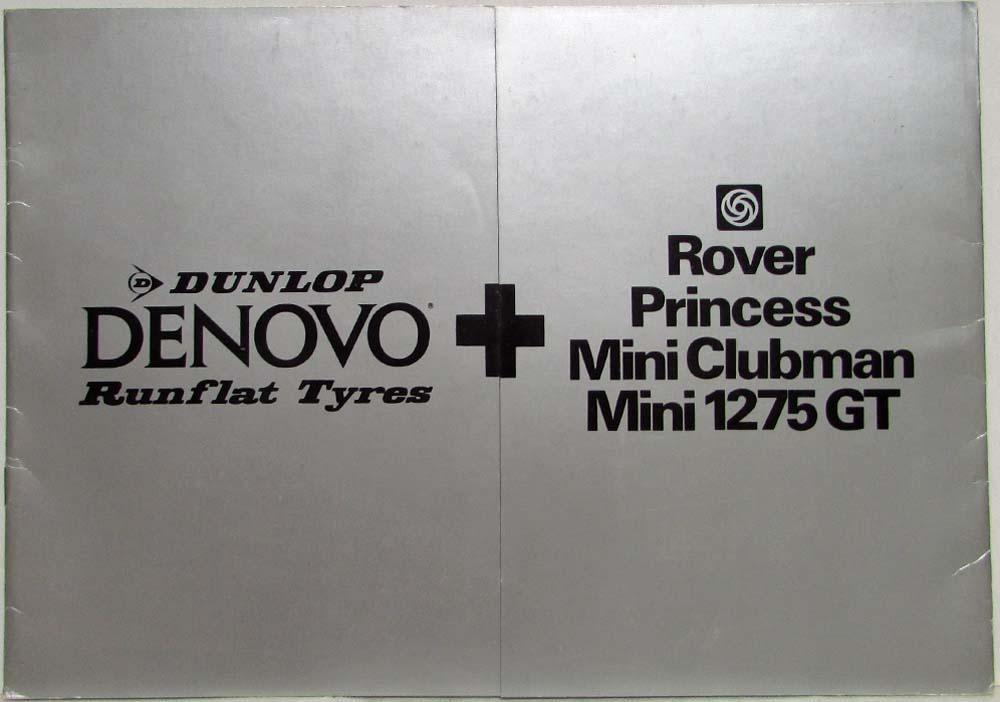 D DUNLOP
DENOVO®
Runflat Tyres
+
Rover
Princess
Mini Clubman
Mini 1275 GT